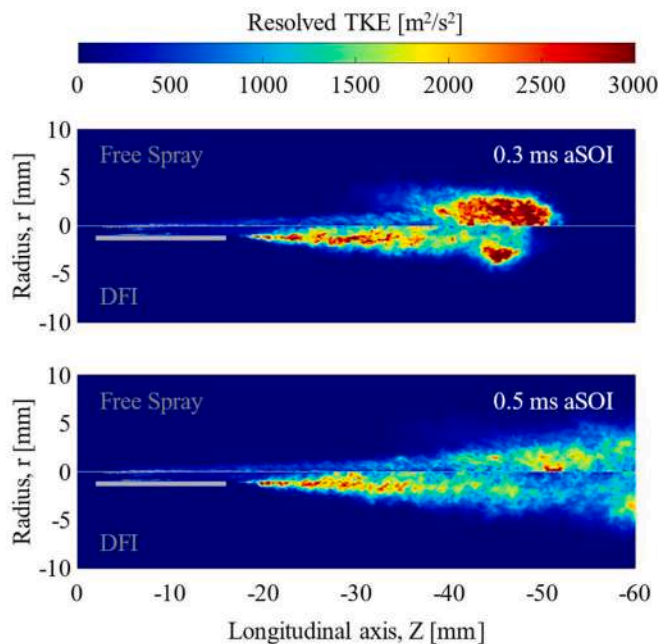 Resolved TKE [m²/s²]
0 500 1000 1500 2000 2500 3000
10
Free Spray 0.3 ms aSOI
5
0
-5
DFI
-10
Radius, r [mm]
10
Free Spray 0.5 ms aSOI
5
0
-5
DFI
-10
Radius, r [mm]
0 -10 -20 -30 -40 -50 -60
Longitudinal axis, Z [mm]